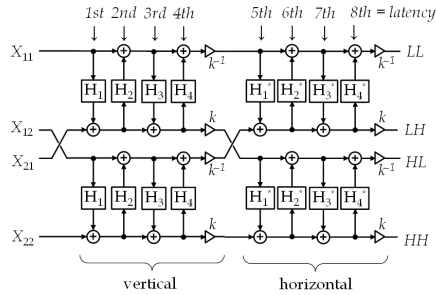 1st 2nd 3rd 4th 5th 6th 7th 8th = latency
X11 k-1 k-1 LL
H1 H2 H3 H4 H1* H2* H3* H4*
X12 k k LH
X21 k-1 k-1 HL
H1 H2 H3 H4 H1* H2* H3* H4*
X22 k k HH
vertical horizontal